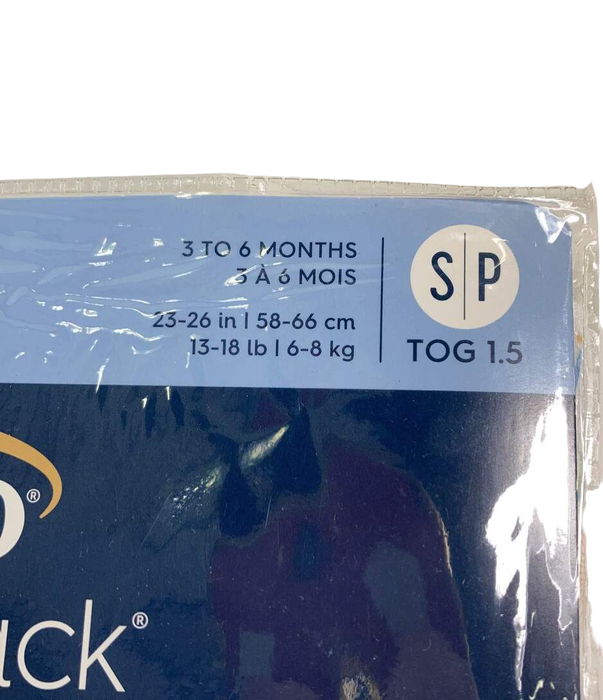 3 TO 6 MONTHS
3 À 6 MOIS
23-26 in | 58-66 cm
13-18 lb | 6-8 kg
S|P
TOG 1.5
®
uck®